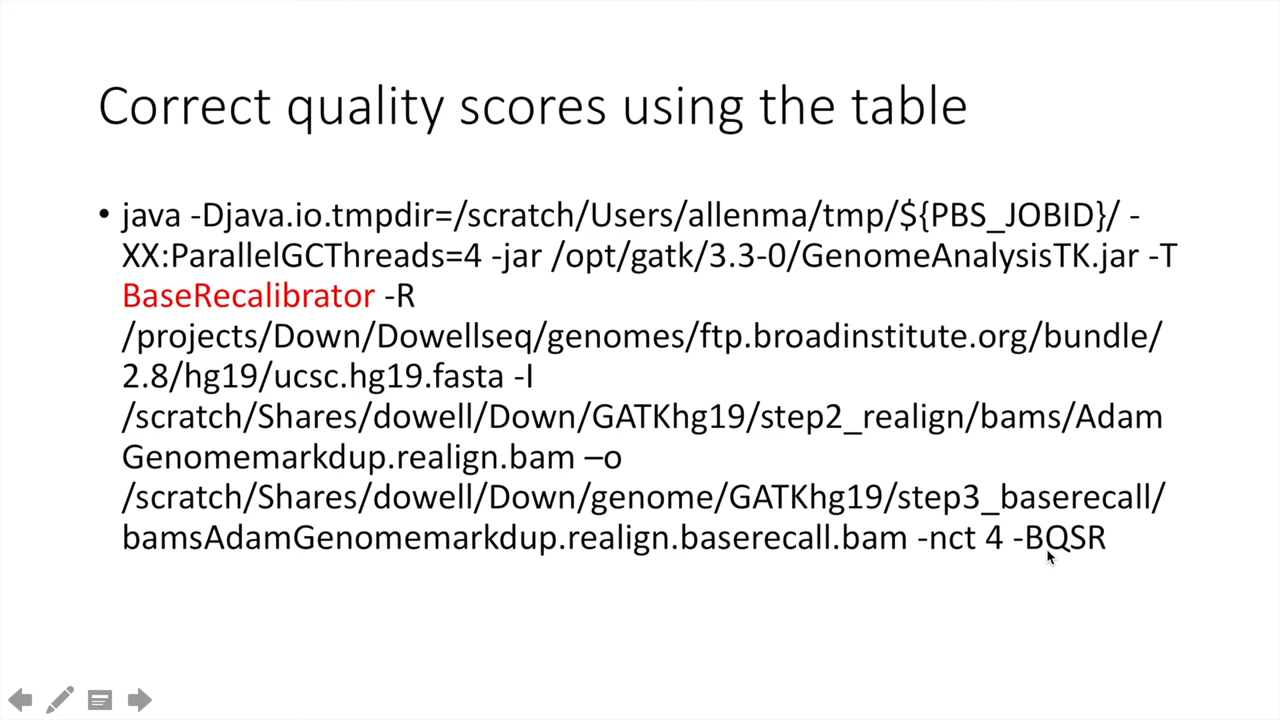 Correct quality scores using the table
• java -Djava.io.tmpdir=/scratch/Users/allenma/tmp/${PBS_JOBID}/ -
XX:ParallelGCThreads=4 -jar /opt/gatk/3.3-0/GenomeAnalysisTK.jar -T
BaseRecalibrator -R
/projects/Down/Dowellseq/genomes/ftp.broadinstitute.org/bundle/
2.8/hg19/ucsc.hg19.fasta -I
/scratch/Shares/dowell/Down/GATKhg19/step2_realign/bams/Adam
Genomemarkdup.realign.bam –o
/scratch/Shares/dowell/Down/genome/GATKhg19/step3_baserecall/
bamsAdamGenomemarkdup.realign.baserecall.bam -nct 4 -BQSR